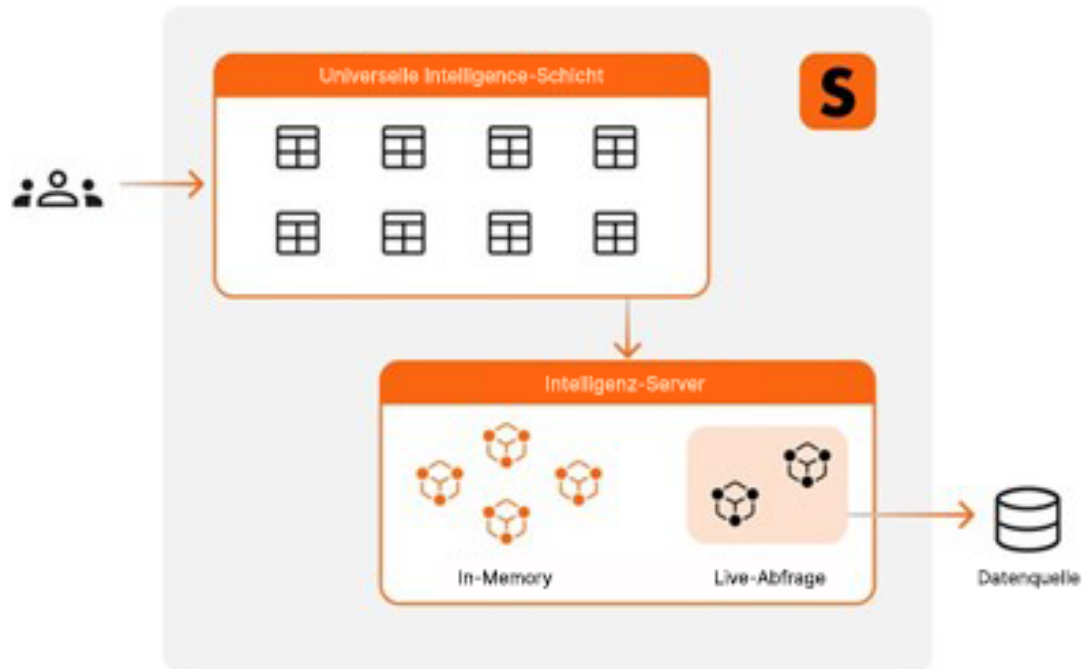 Universelle Intelligence-Schicht
S
Intelligenz-Server
In-Memory
Live-Abfrage
Datenquelle